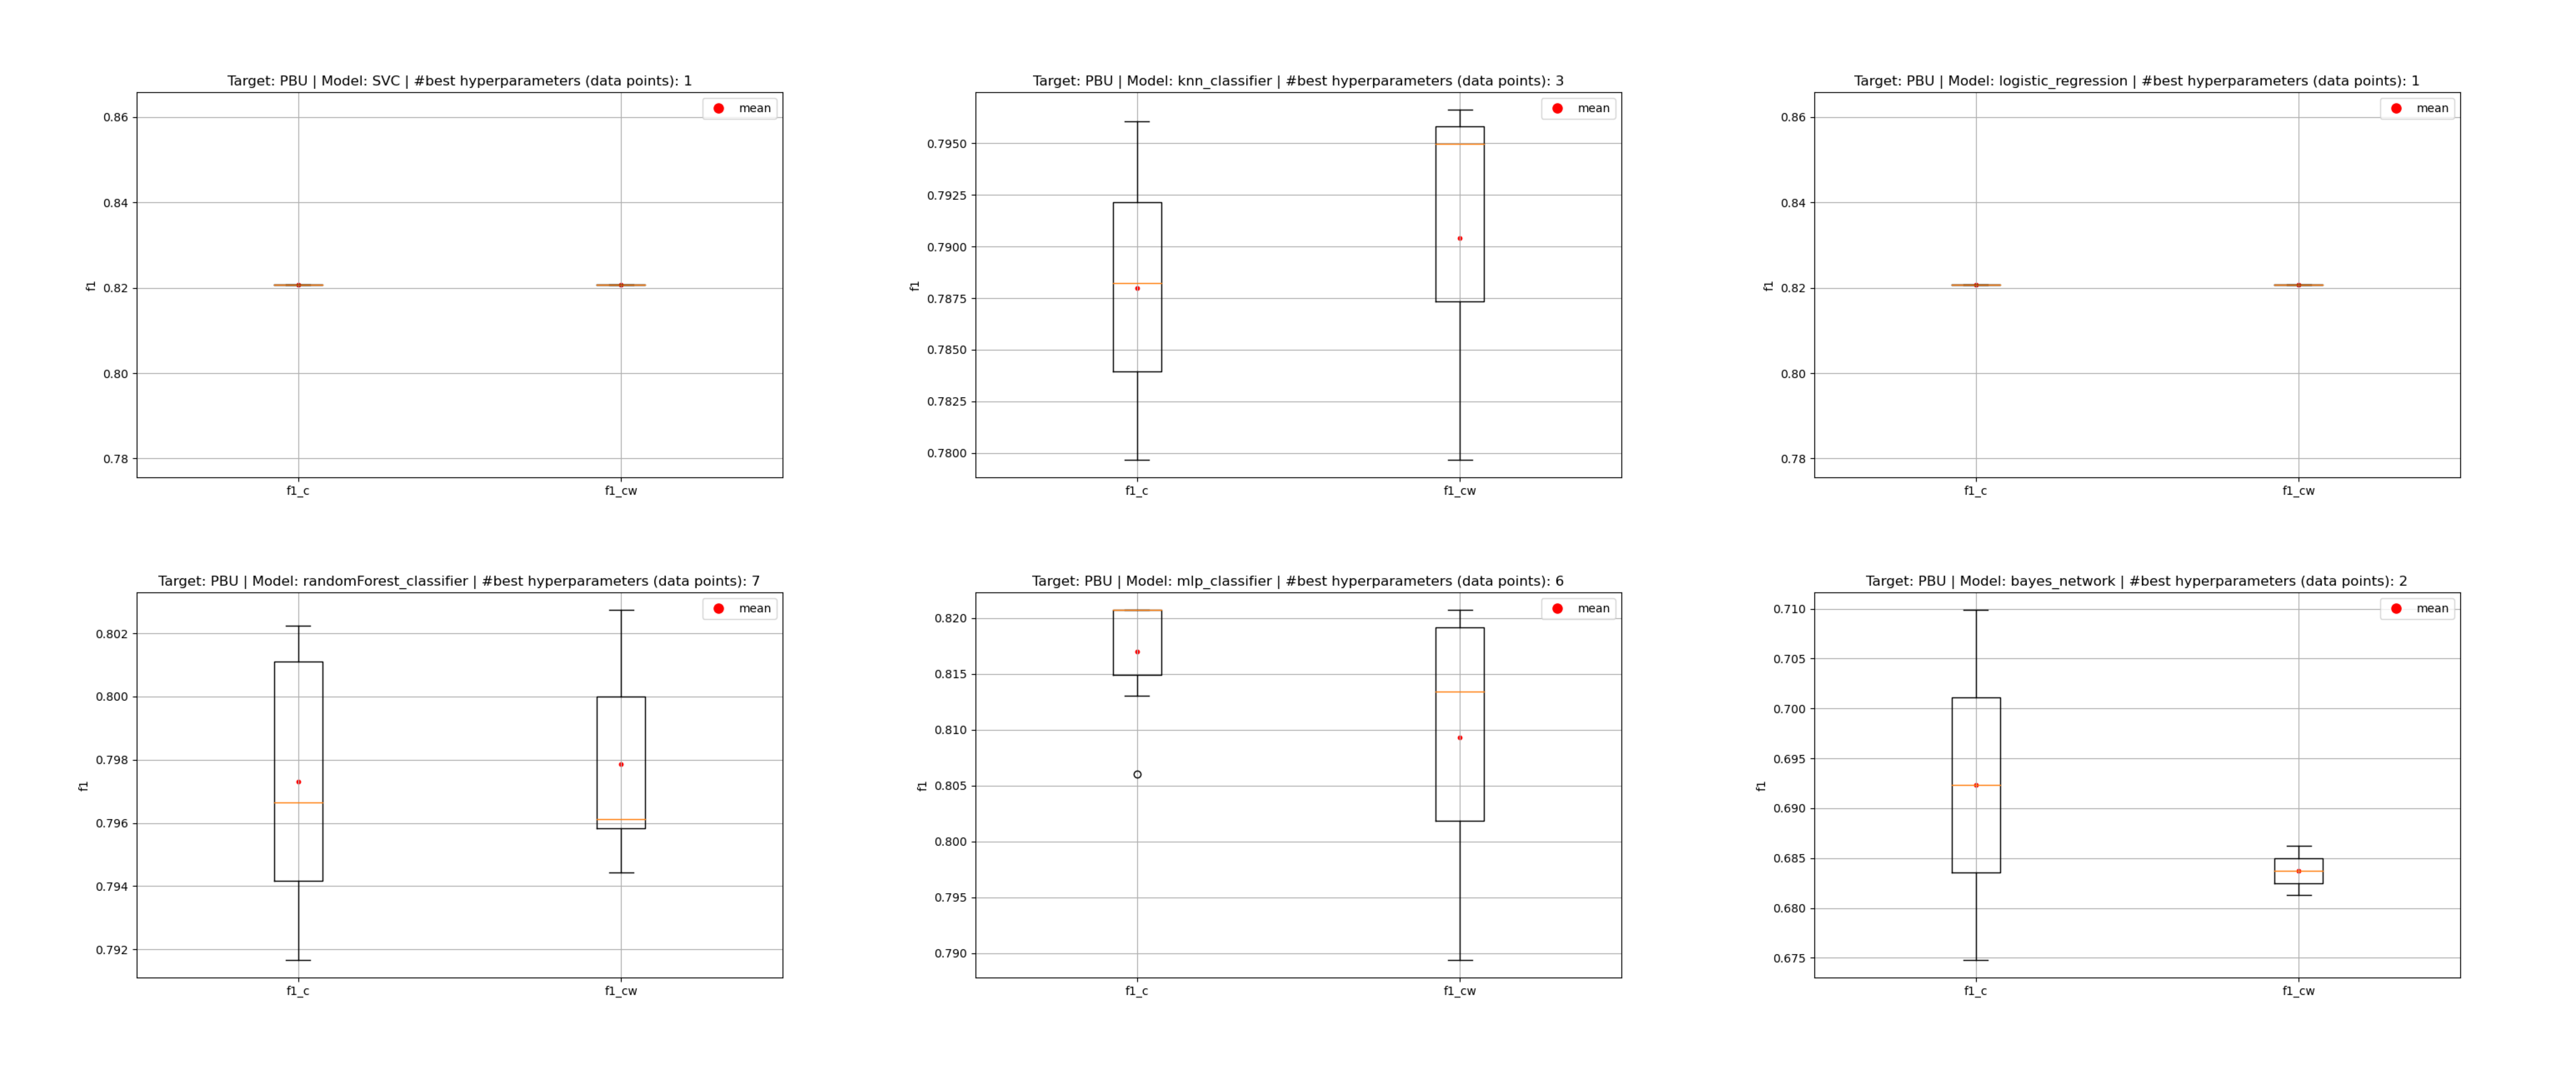 Target: PBU | Model: SVC | #best hyperparameters (data points): 1
mean
0.86
0.84
0.82
0.80
0.78
f1
f1_c
f1_cw
Target: PBU | Model: knn_classifier | #best hyperparameters (data points): 3
mean
0.7950
0.7925
0.7900
0.7875
0.7850
0.7825
0.7800
f1
f1_c
f1_cw
Target: PBU | Model: logistic_regression | #best hyperparameters (data points): 1
mean
0.86
0.84
0.82
0.80
0.78
f1
f1_c
f1_cw
Target: PBU | Model: randomForest_classifier | #best hyperparameters (data points): 7
mean
0.802
0.800
0.798
0.796
0.794
0.792
f1
f1_c
f1_cw
Target: PBU | Model: mlp_classifier | #best hyperparameters (data points): 6
mean
0.820
0.815
0.810
0.805
0.800
0.795
0.790
f1
f1_c
f1_cw
Target: PBU | Model: bayes_network | #best hyperparameters (data points): 2
mean
0.710
0.705
0.700
0.695
0.690
0.685
0.680
0.675
f1
f1_c
f1_cw